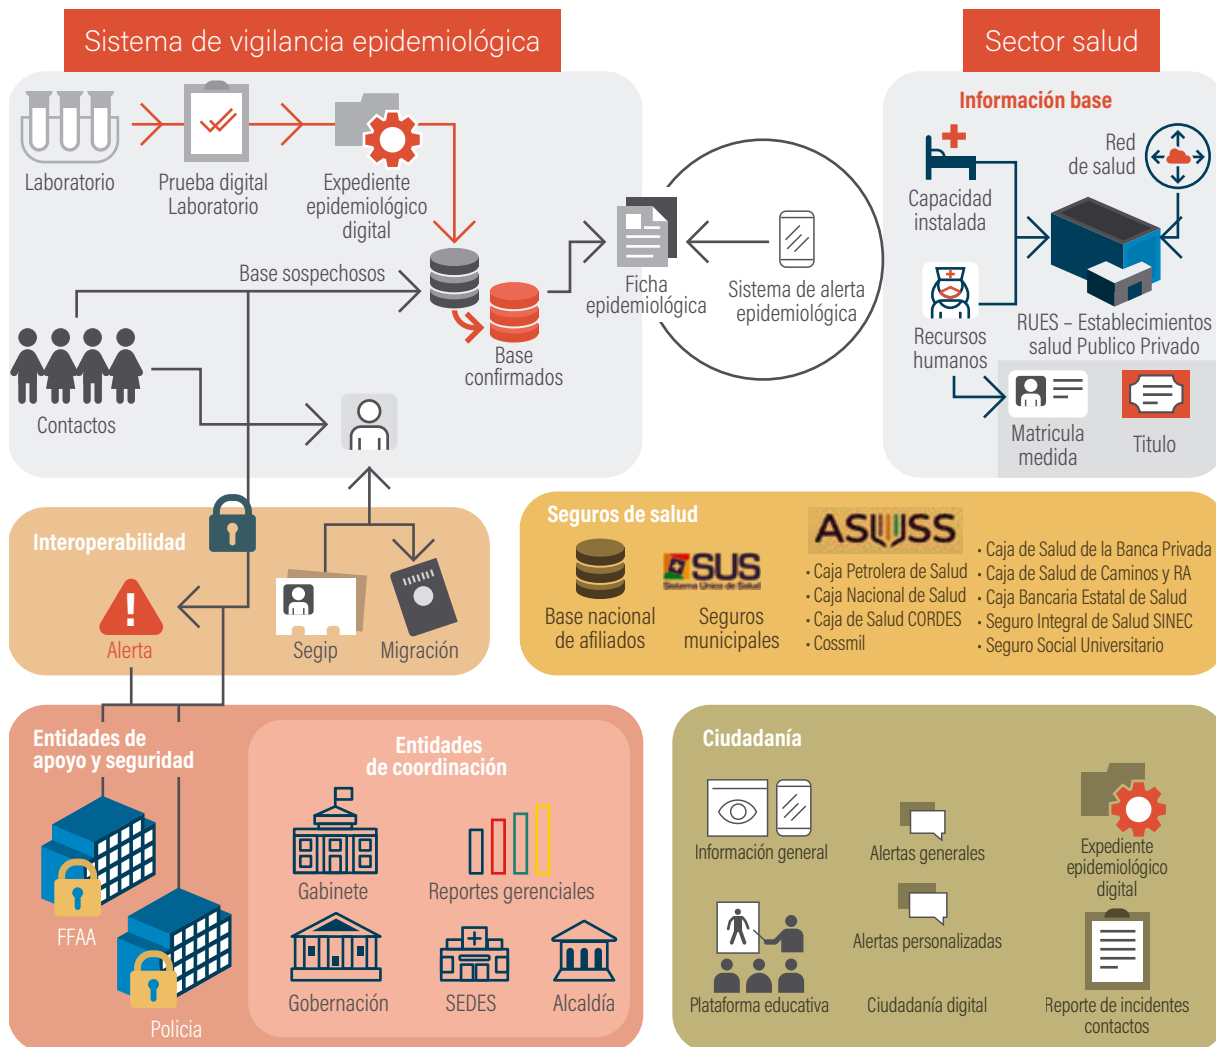 Sistema de vigilancia epidemiológica
Laboratorio
Prueba digital
Laboratorio
Expediente
epidemiológico
digital
Base sospechosos
Base
confirmados
Contactos
Ficha
epidemiológica
Sistema de alerta
epidemiológica
Sector salud
Información base
Capacidad
instalada
Red
de salud
Recursos
humanos
RUES – Establecimientos
salud Publico Privado
Matricula
medida
Titulo
Interoperabilidad
Alerta
Segip
Migración
Seguros de salud
Base nacional
de afiliados
SUS
Sistema Único de Salud
Seguros
municipales
ASUSS
· Caja Petrolera de Salud
· Caja Nacional de Salud
· Caja de Salud CORDES
· Cossmil
· Caja de Salud de la Banca Privada
· Caja de Salud de Caminos y RA
· Caja Bancaria Estatal de Salud
· Seguro Integral de Salud SINEC
· Seguro Social Universitario
Entidades de
apoyo y seguridad
FFAA
Policia
Entidades
de coordinación
Gabinete
Reportes gerenciales
Gobernación
SEDES
Alcaldía
Ciudadanía
Información general
Alertas generales
Expediente
epidemiológico
digital
Plataforma educativa
Alertas personalizadas
Ciudadanía digital
Reporte de incidentes
contactos